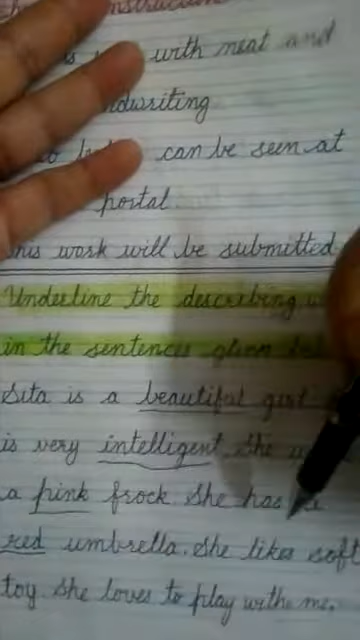 with neat and
can be seen at
portal
this work will be submitted
Underline the describing
in the sentences given
Sita is a beautiful girl
is very intelligent. She
a pink frock. She has
red umbrella. She likes soft
toy. She loves to play with me.